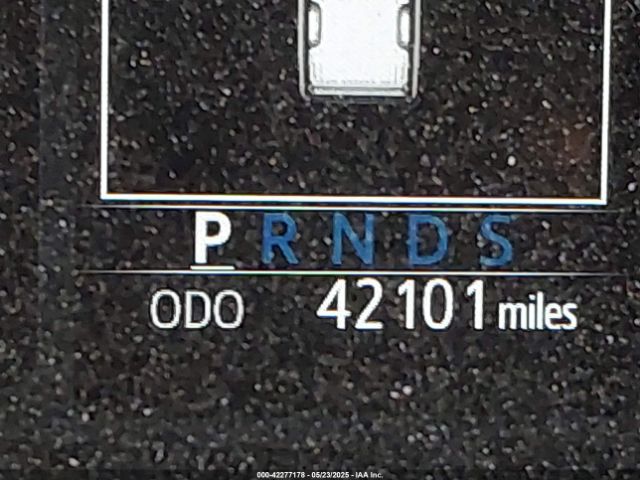 P R N D S
ODO 42101 miles
000-42277178 - 05/23/2025 - IAA Inc.